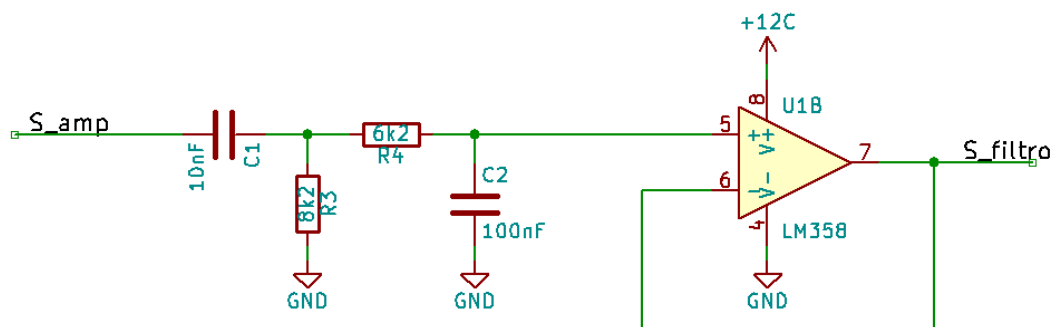 +12C
S_amp
10nF
C1
8k2
R3
6k2
R4
C2
100nF
GND
GND
5
6
8
4
V+
V-
+
-
U1B
LM358
7
GND
S_filtro